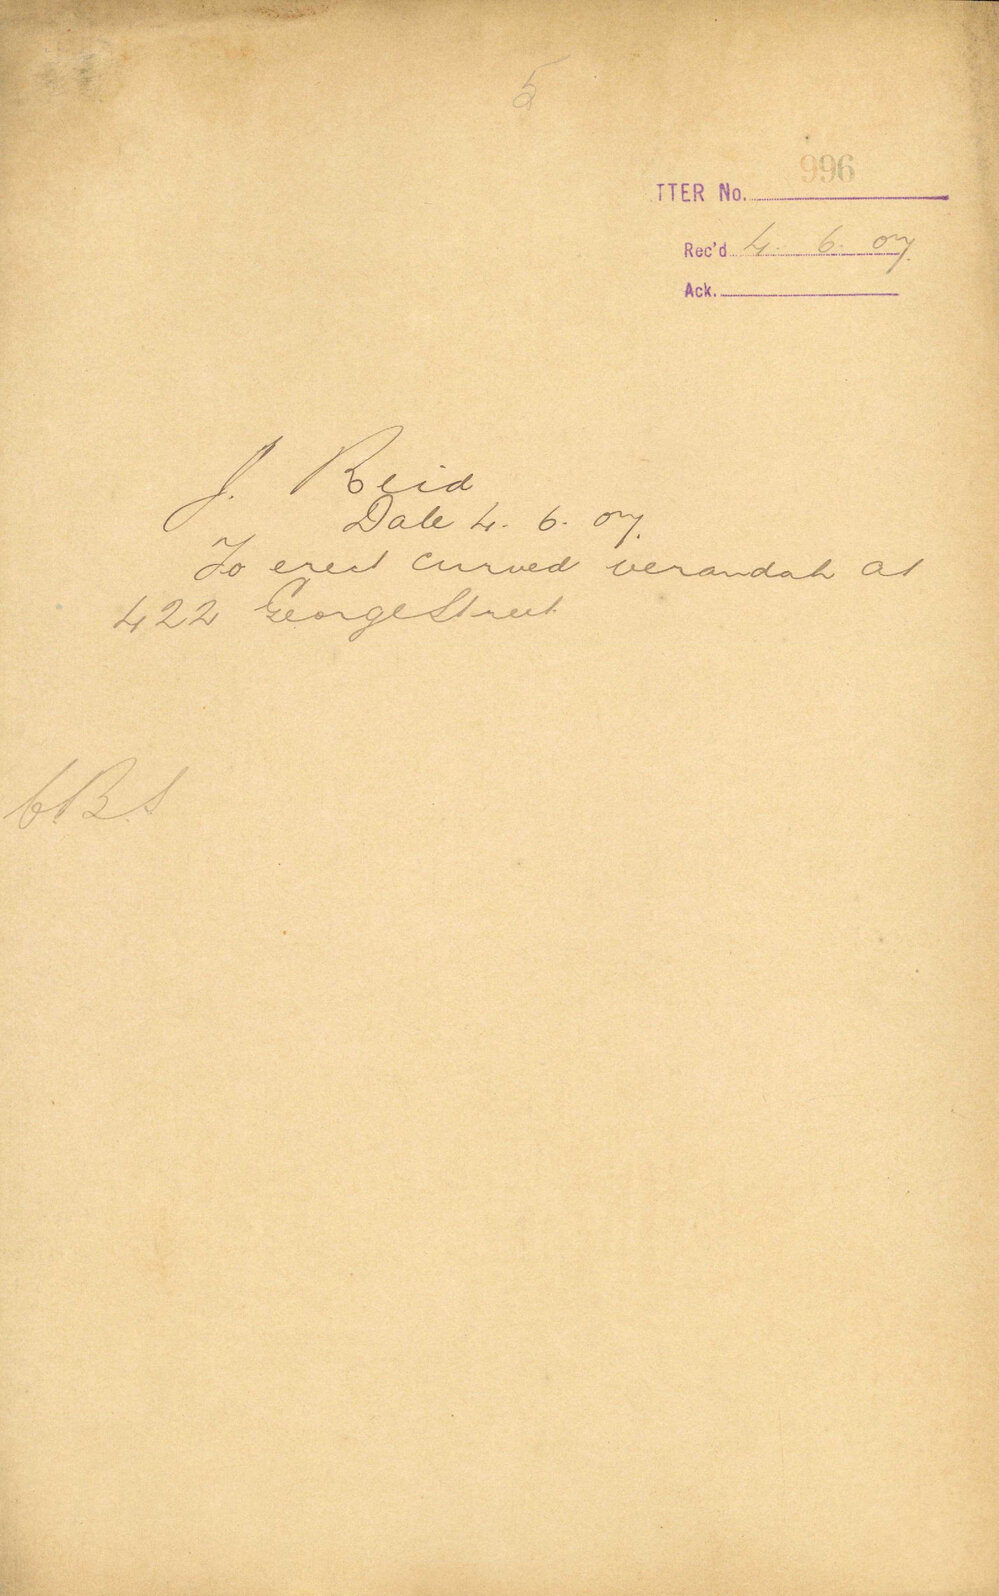 5
996
TTER No.
Rec'd 4. 6. 07.
Ack.
J. Reid
Date 4. 6. 07.
To erect curved verandah at
422 George Street
C.B.S